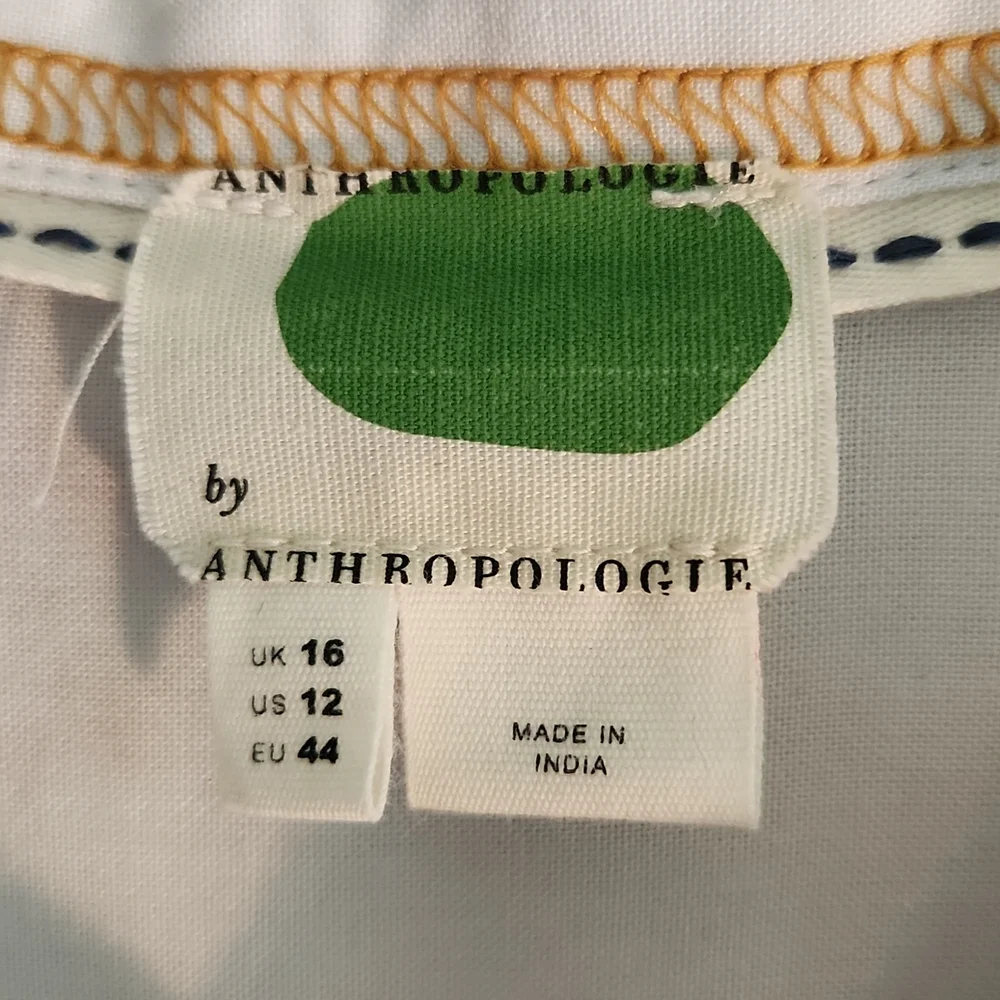 ANTHROPOLOGIE
by
ANTHROPOLOGIE
UK 16
US 12
EU 44
MADE IN
INDIA